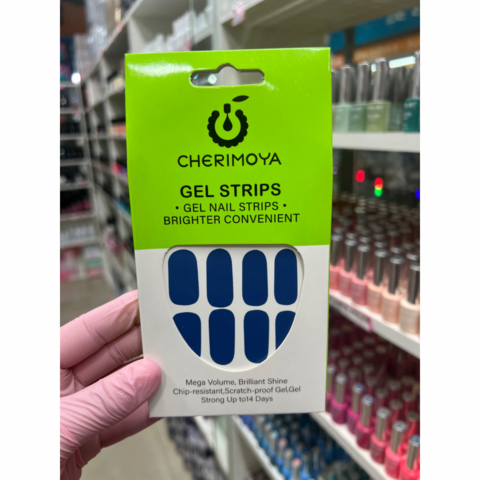 CHERIMOYA
GEL STRIPS
• GEL NAIL STRIPS •
BRIGHTER CONVENIENT
Mega Volume, Brilliant Shine
Chip-resistant,Scratch-proof Gel,Gel
Strong Up to14 Days